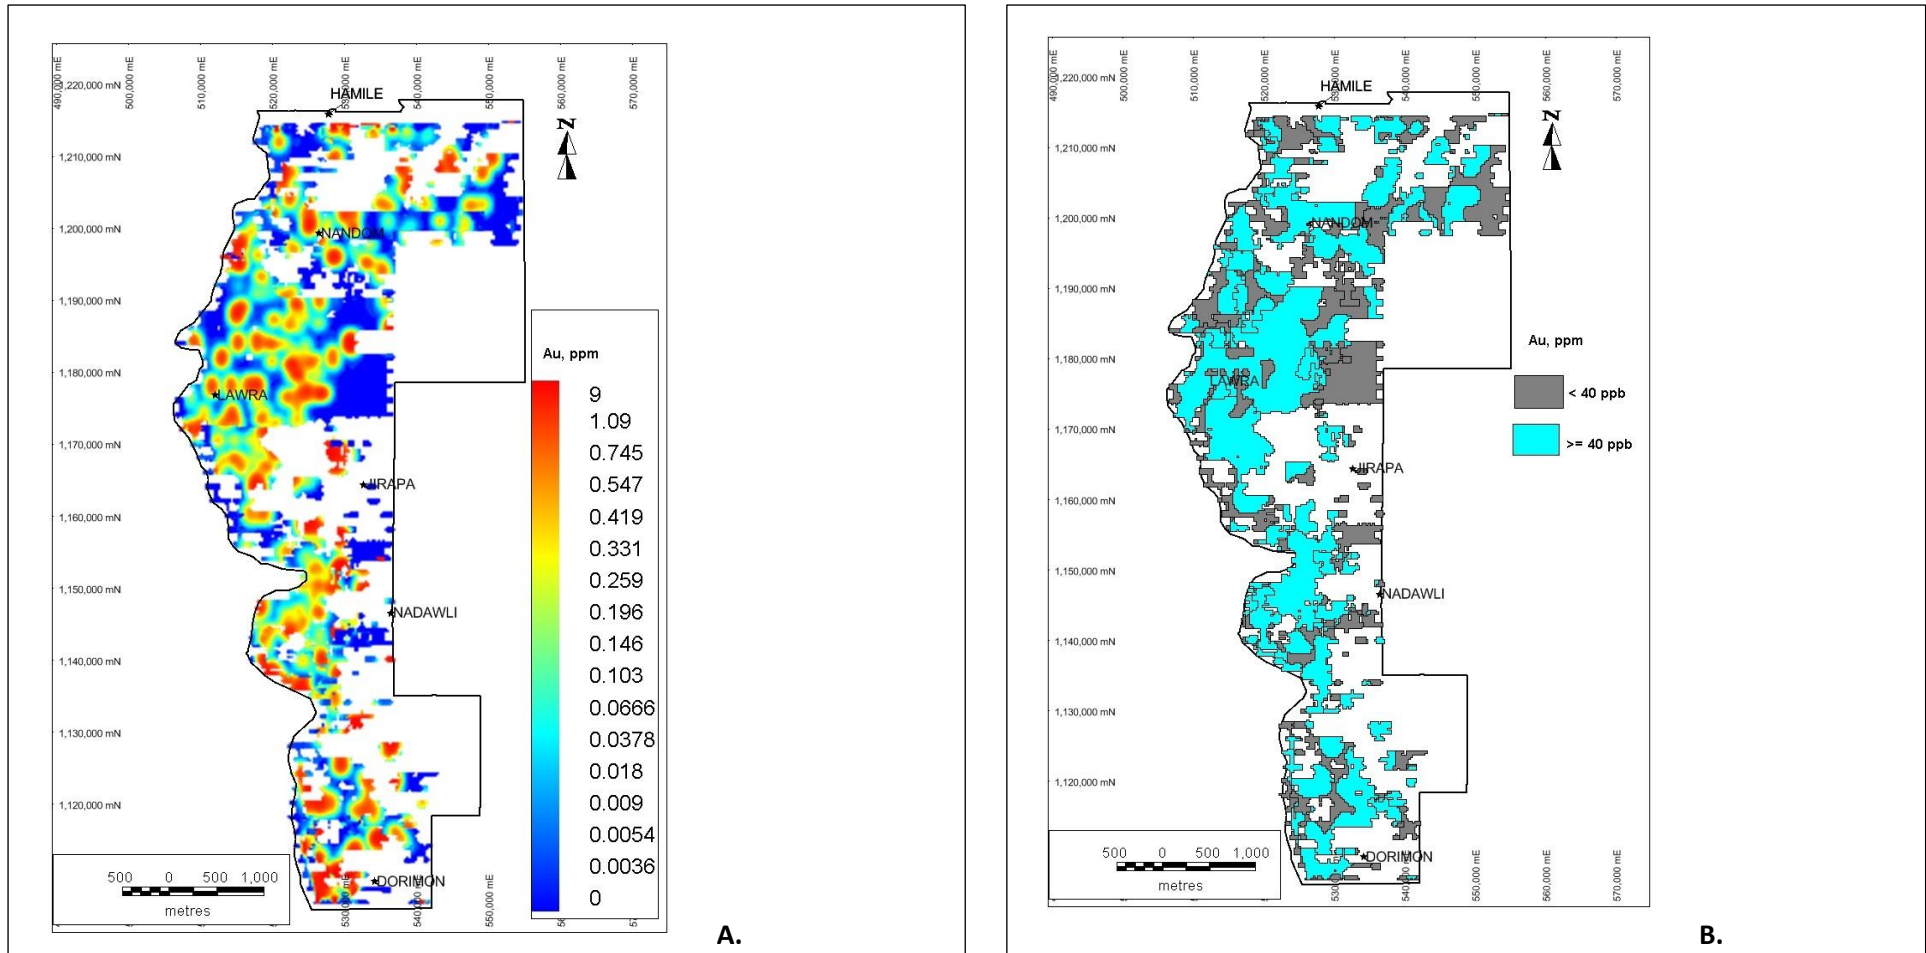 490,000 mE
500,000 mE
510,000 mE
520,000 mE
530,000 mE
540,000 mE
550,000 mE
560,000 mE
570,000 mE
1,220,000 mN
HAMILE
N
1,210,000 mN
1,200,000 mN
NANDOM
1,190,000 mN
1,180,000 mN
LAWRA
1,170,000 mN
JIRAPA
1,160,000 mN
1,150,000 mN
NADAWLI
1,140,000 mN
1,130,000 mN
1,120,000 mN
DORIMON
530,000 mE
540,000 mE
550,000 mE
500 0 500 1,000
metres
Au, ppm
9
1.09
0.745
0.547
0.419
0.331
0.259
0.196
0.146
0.103
0.0666
0.0378
0.018
0.009
0.0054
0.0036
0
A.
490,000 mE
500,000 mE
510,000 mE
520,000 mE
530,000 mE
540,000 mE
550,000 mE
560,000 mE
570,000 mE
1,220,000 mN
HAMILE
N
1,210,000 mN
1,200,000 mN
NANDOM
1,190,000 mN
1,180,000 mN
LAWRA
1,170,000 mN
JIRAPA
1,160,000 mN
1,150,000 mN
NADAWLI
1,140,000 mN
1,130,000 mN
1,120,000 mN
DORIMON
530,000 mE
540,000 mE
550,000 mE
560,000 mE
570,000 mE
500 0 500 1,000
metres
Au, ppm
< 40 ppb
>= 40 ppb
B.